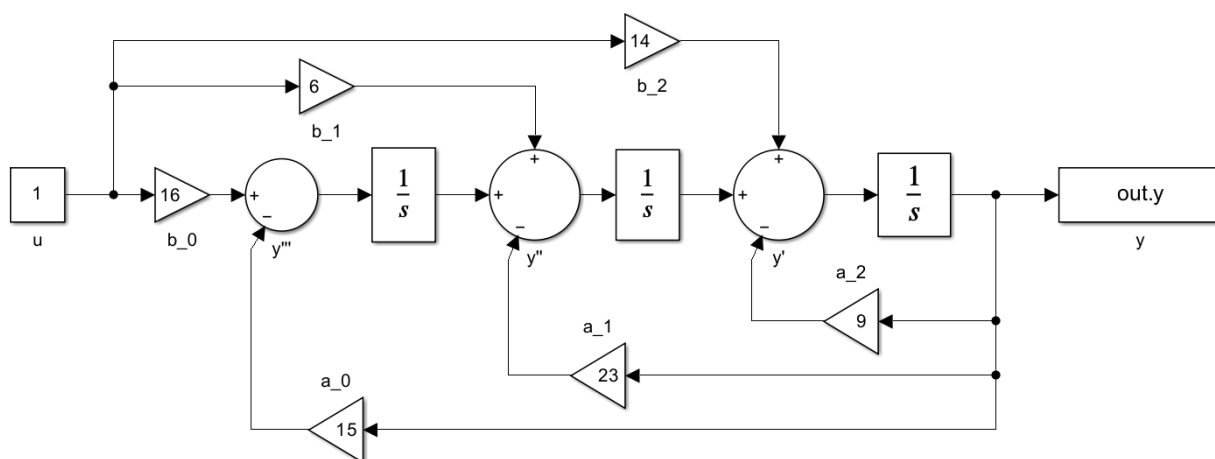 14
b_2
6
b_1
1
u
16
b_0
+
−
y'''
1
s
+
+
−
y''
1
s
+
+
−
y'
1
s
out.y
y
a_2
9
a_1
23
a_0
15